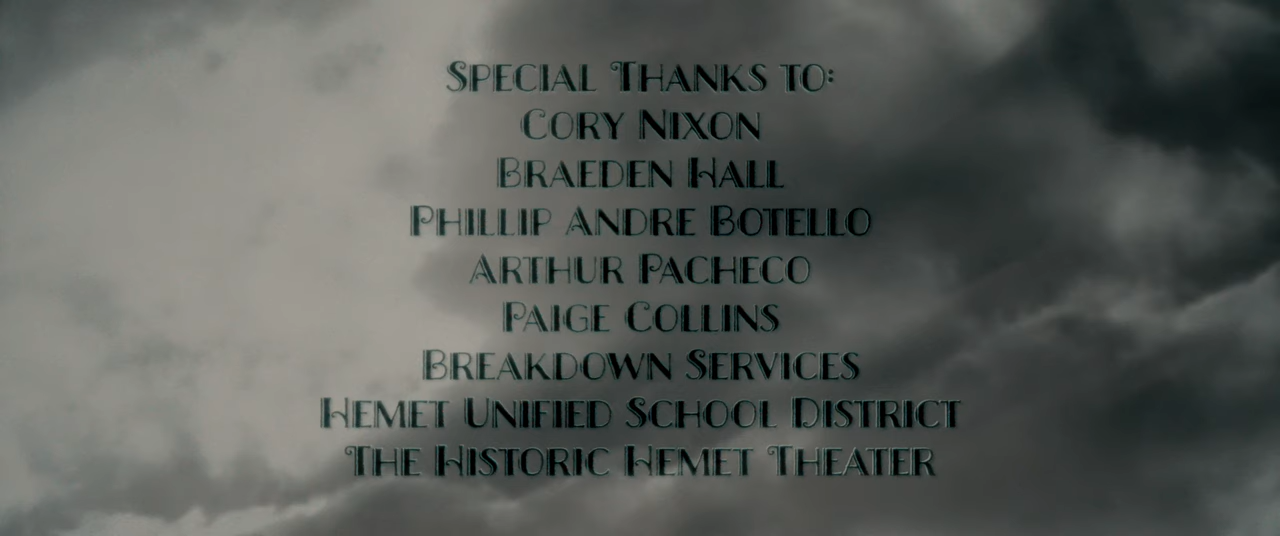 Special Thanks to:
Cory Nixon
Braeden Hall
Phillip Andre Botello
Arthur Pacheco
Paige Collins
Breakdown Services
Hemet Unified School District
The Historic Hemet Theater